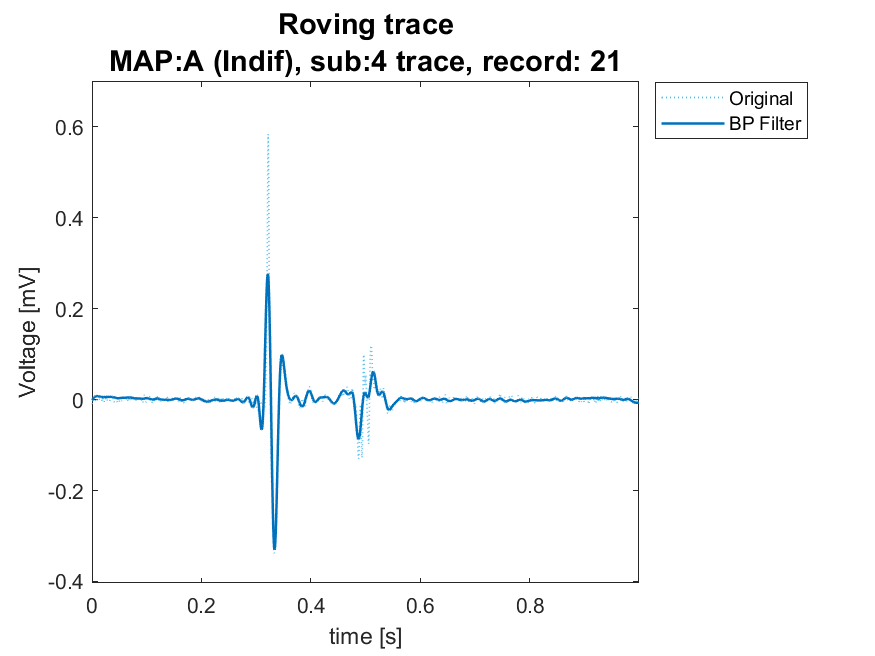 Roving trace
MAP:A (Indif), sub:4 trace, record: 21
Original
BP Filter
0.6
0.4
0.2
0
-0.2
-0.4
Voltage [mV]
0
0.2
0.4
0.6
0.8
time [s]